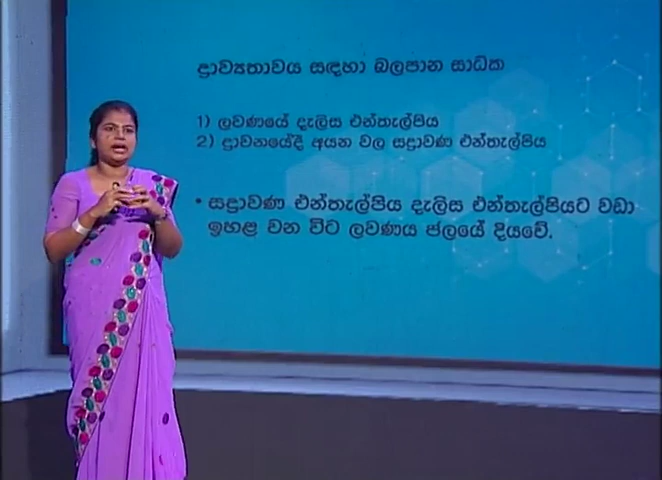 ද්‍රාව්‍යතාවය සඳහා බලපාන සාධක
1) ලවණයේ දැලිස එන්තැල්පිය
2) ද්‍රාවනයේදී අයන වල සද්‍රාවණ එන්තැල්පිය
• සද්‍රාවණ එන්තැල්පිය දැලිස එන්තැල්පියට වඩා
ඉහළ වන විට ලවණය ජලයේ දියවේ.